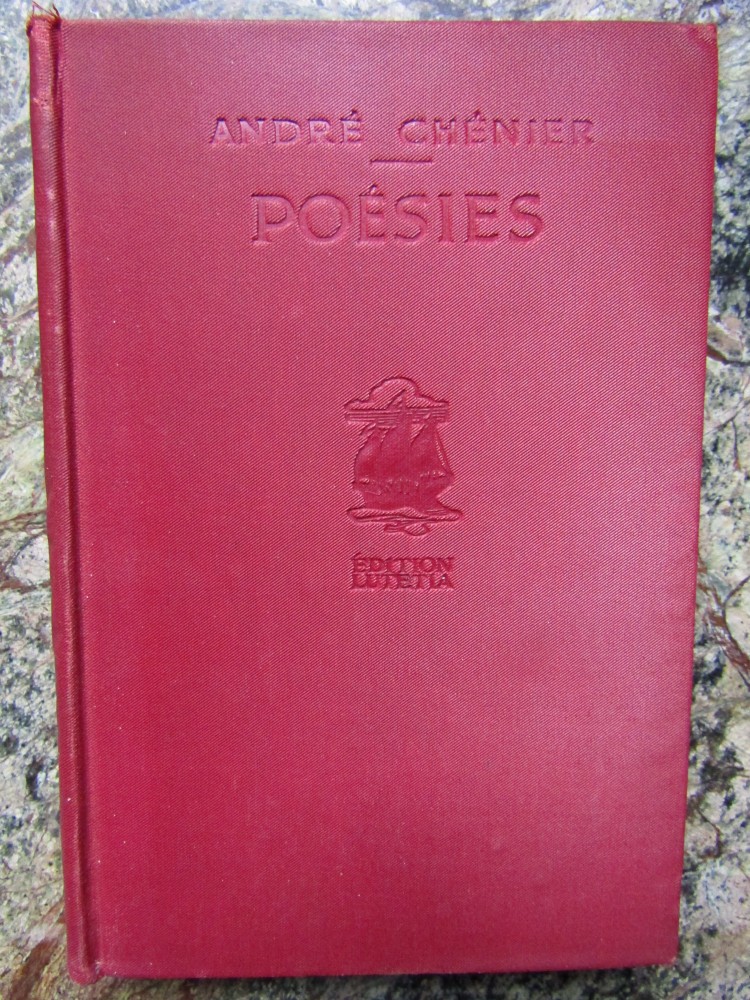 ANDRÉ CHÉNIER
POÉSIES
ÉDITION
LUTETIA